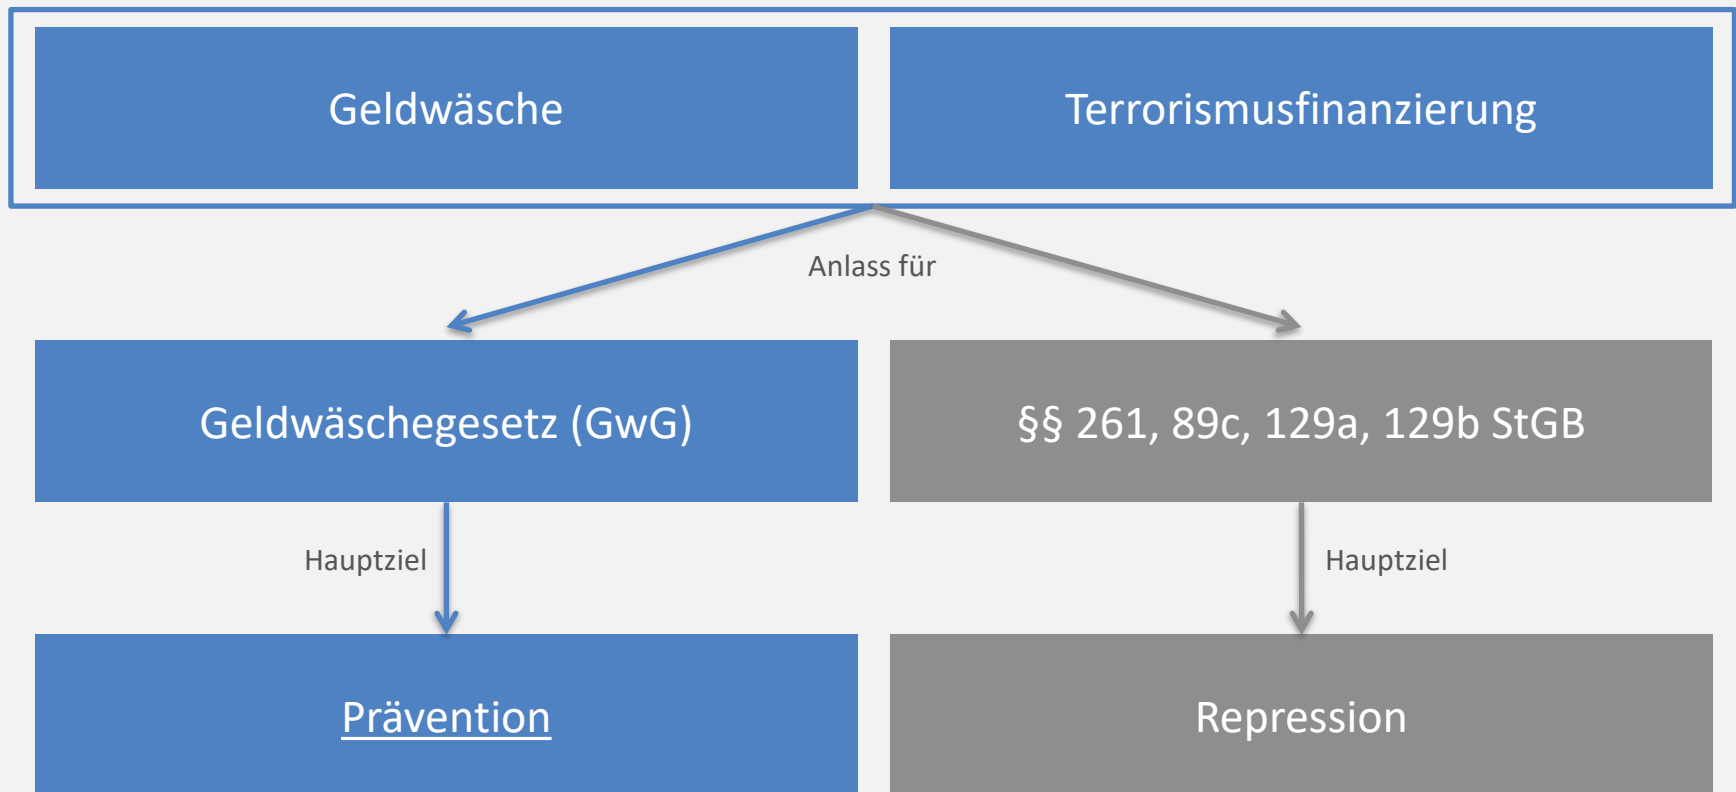 Geldwäsche
Terrorismusfinanzierung
Anlass für
Geldwäschegesetz (GwG)
§§ 261, 89c, 129a, 129b StGB
Hauptziel
Hauptziel
Prävention
Repression